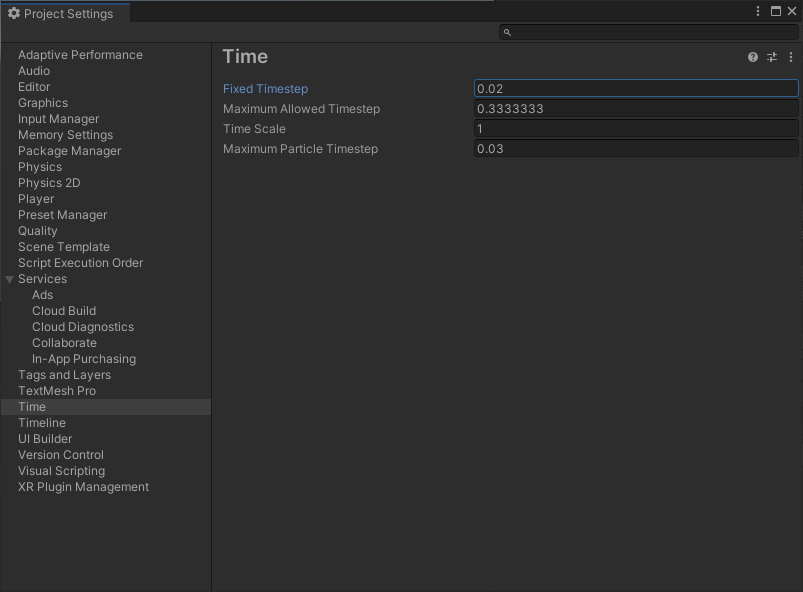 Project Settings
Adaptive Performance
Audio
Editor
Graphics
Input Manager
Memory Settings
Package Manager
Physics
Physics 2D
Player
Preset Manager
Quality
Scene Template
Script Execution Order
Services
Ads
Cloud Build
Cloud Diagnostics
Collaborate
In-App Purchasing
Tags and Layers
TextMesh Pro
Time
Timeline
UI Builder
Version Control
Visual Scripting
XR Plugin Management
Time
Fixed Timestep 0.02
Maximum Allowed Timestep 0.3333333
Time Scale 1
Maximum Particle Timestep 0.03